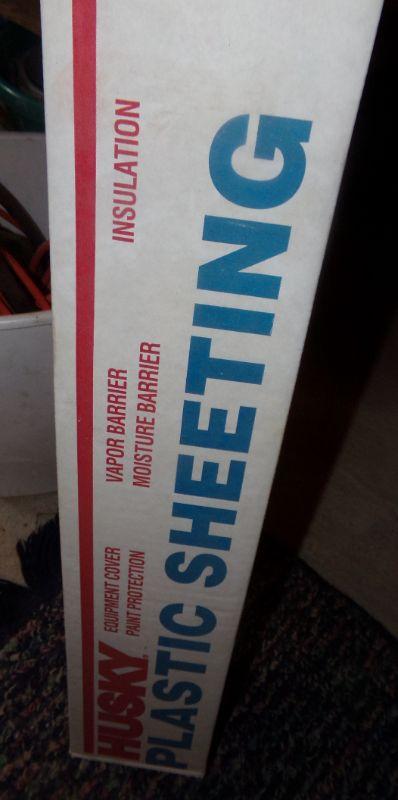 HUSKY
EQUIPMENT COVER
PAINT PROTECTION
VAPOR BARRIER
MOISTURE BARRIER
INSULATION
PLASTIC SHEETING